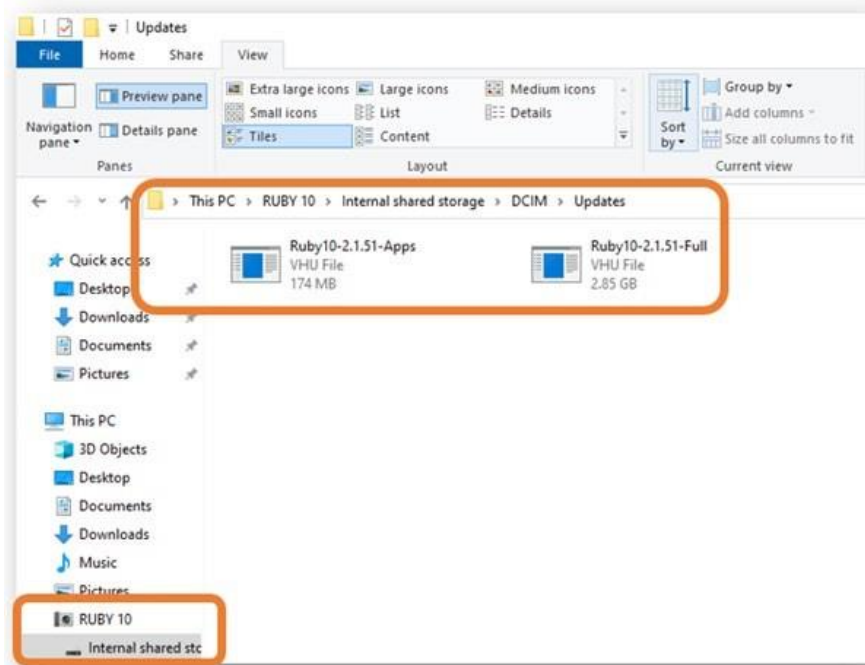 Updates
File Home Share View
Preview pane
Navigation pane
Details pane
Panes
Extra large icons Large icons Medium icons
Small icons List Details
Tiles Content
Layout
Sort by
Group by
Add columns
Size all columns to fit
Current view
This PC > RUBY 10 > Internal shared storage > DCIM > Updates
Ruby10-2.1.51-Apps
VHU File
174 MB
Ruby10-2.1.51-Full
VHU File
2.85 GB
Quick access
Desktop
Downloads
Documents
Pictures
This PC
3D Objects
Desktop
Documents
Downloads
Music
Pictures
RUBY 10
Internal shared stc